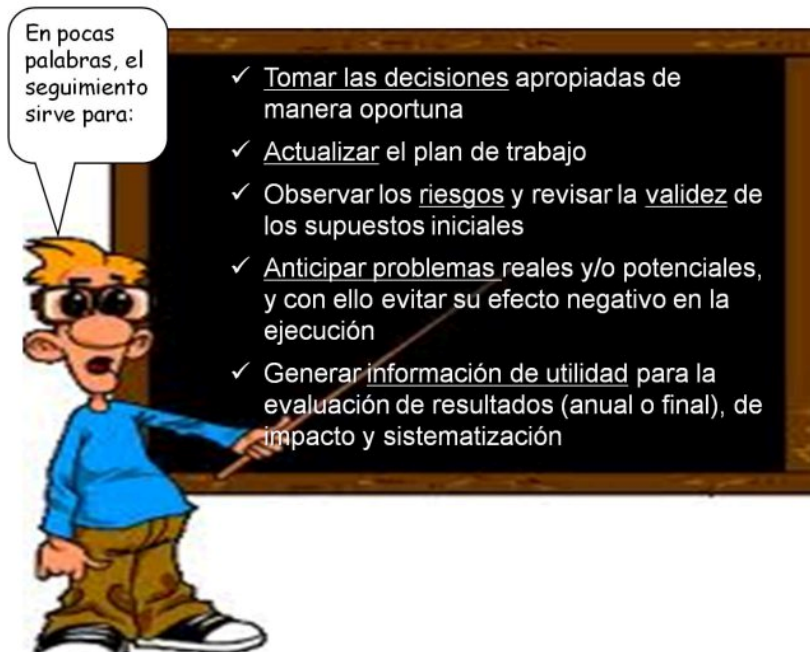 En pocas
palabras, el
seguimiento
sirve para:
✓ Tomar las decisiones apropiadas de
manera oportuna
✓ Actualizar el plan de trabajo
✓ Observar los riesgos y revisar la validez de
los supuestos iniciales
✓ Anticipar problemas reales y/o potenciales,
y con ello evitar su efecto negativo en la
ejecución
✓ Generar información de utilidad para la
evaluación de resultados (anual o final), de
impacto y sistematización